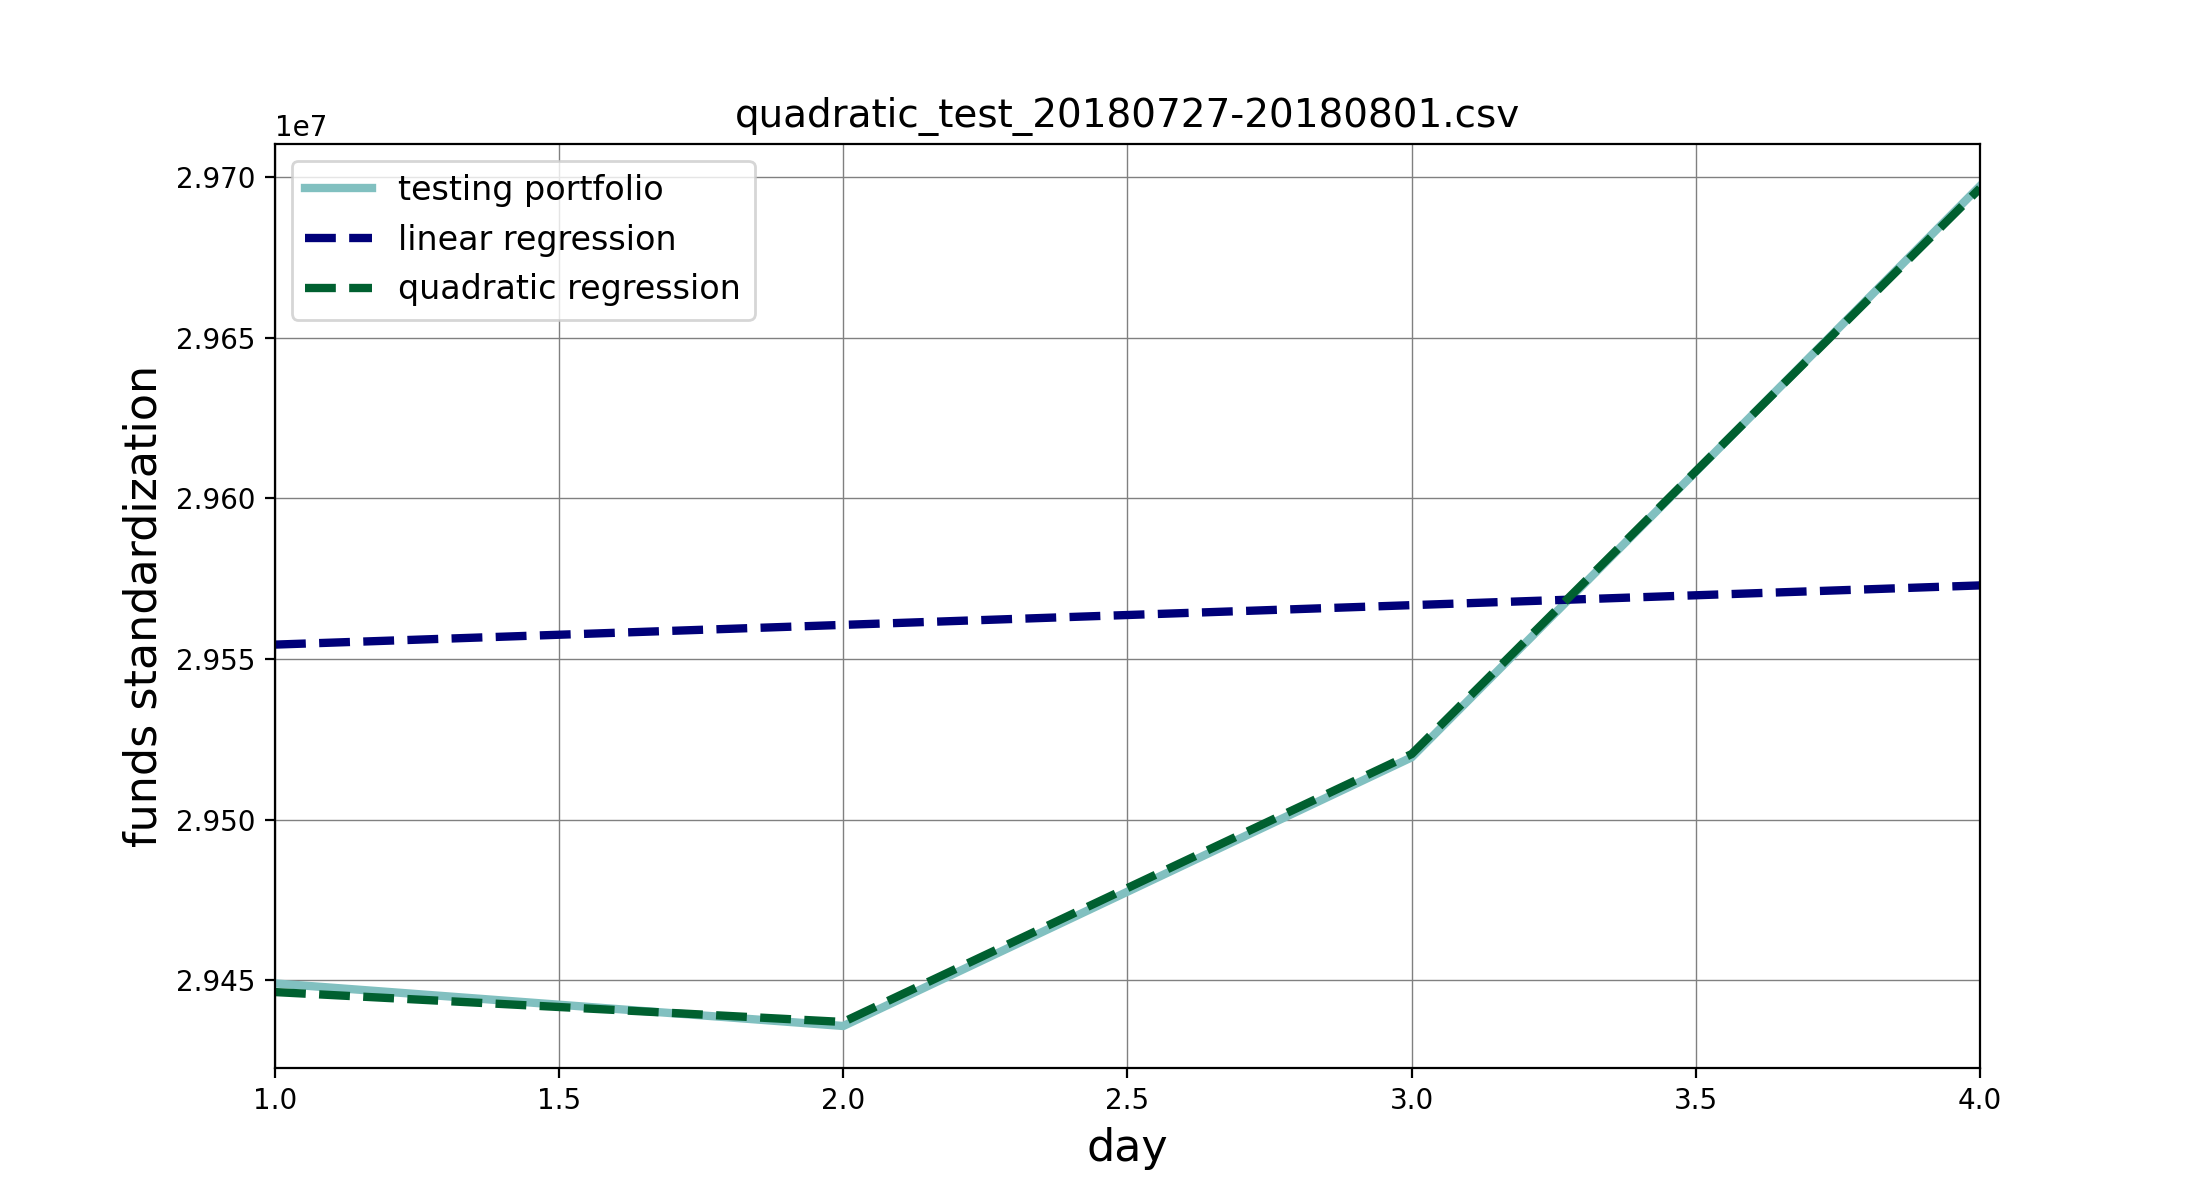 quadratic_test_20180727-20180801.csv
1e7
2.970
2.965
2.960
2.955
2.950
2.945
funds standardization
testing portfolio
linear regression
quadratic regression
1.0 1.5 2.0 2.5 3.0 3.5 4.0
day